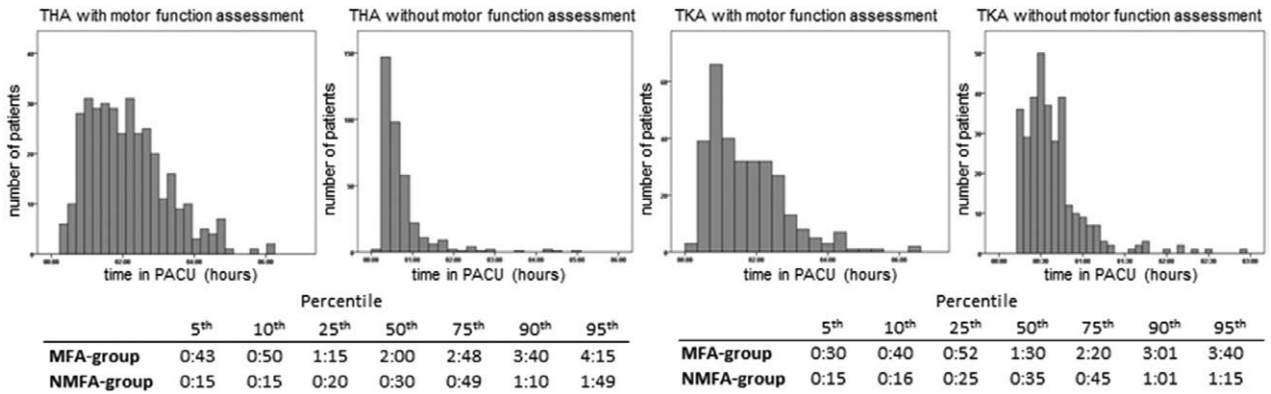 THA with motor function assessment
THA without motor function assessment
TKA with motor function assessment
TKA without motor function assessment
number of patients
number of patients
number of patients
number of patients
time in PACU (hours)
time in PACU (hours)
time in PACU (hours)
time in PACU (hours)
Percentile
5th 10th 25th 50th 75th 90th 95th
MFA-group 0:43 0:50 1:15 2:00 2:48 3:40 4:15
NMFA-group 0:15 0:15 0:20 0:30 0:49 1:10 1:49
Percentile
5th 10th 25th 50th 75th 90th 95th
MFA-group 0:30 0:40 0:52 1:30 2:20 3:01 3:40
NMFA-group 0:15 0:16 0:25 0:35 0:45 1:01 1:15